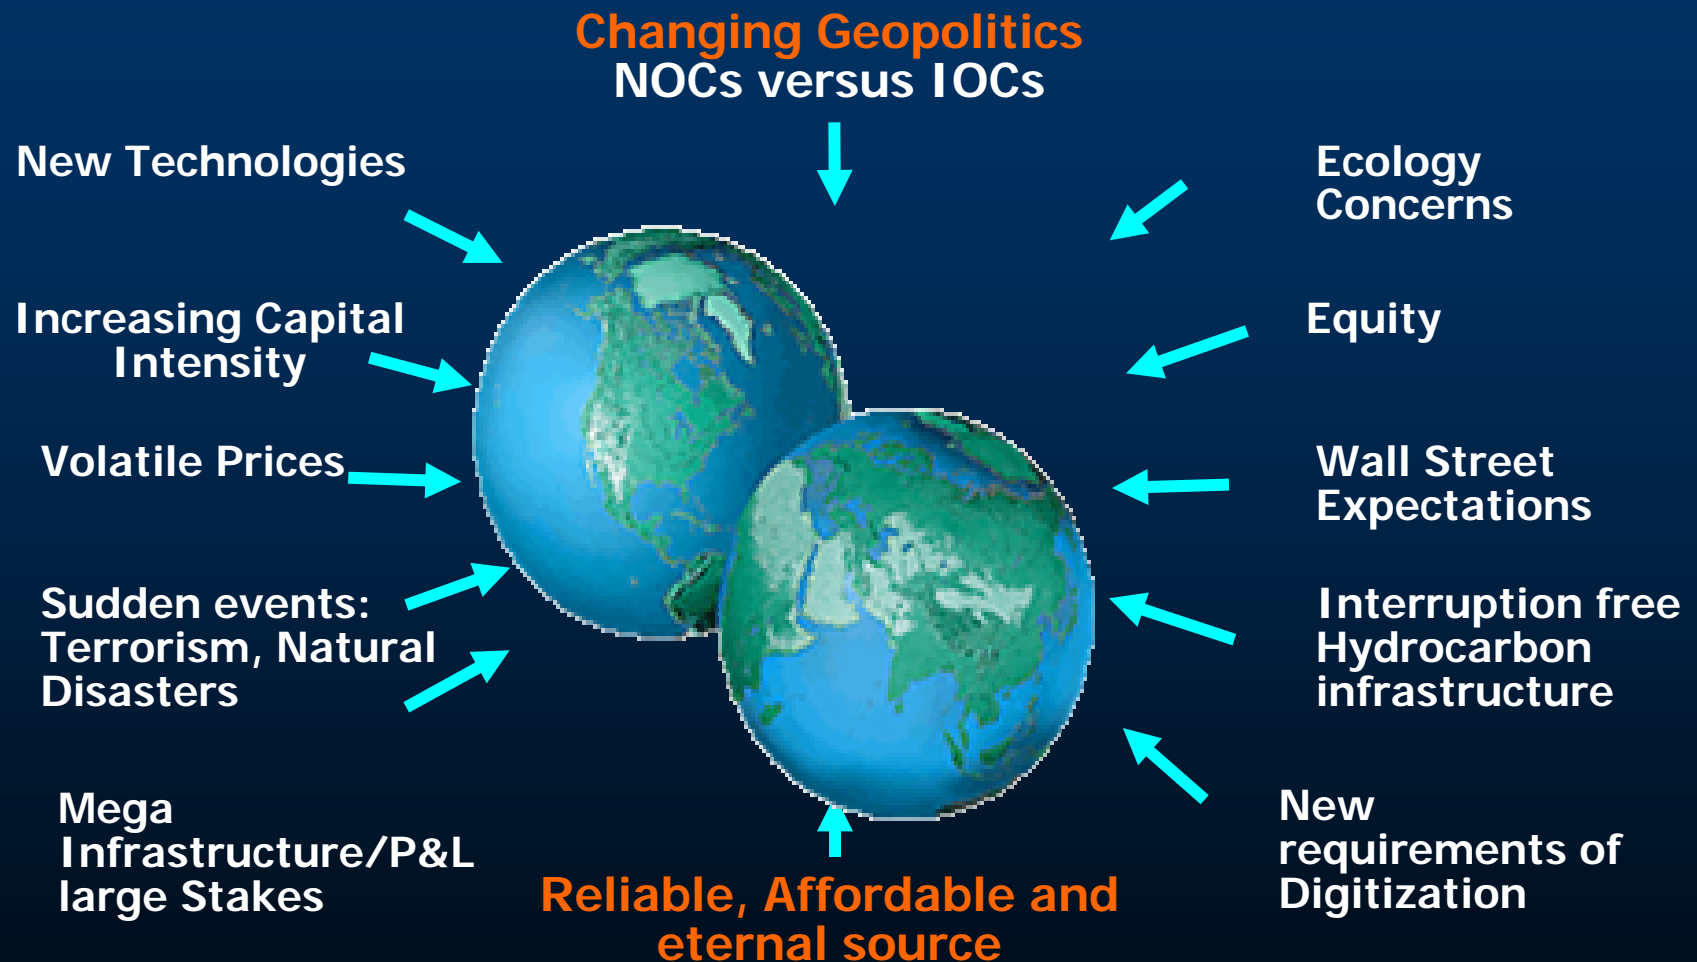 Changing Geopolitics
NOCs versus IOCs
New Technologies
Increasing Capital
Intensity
Volatile Prices
Sudden events:
Terrorism, Natural
Disasters
Mega
Infrastructure/P&L
large Stakes
Ecology
Concerns
Equity
Wall Street
Expectations
Interruption free
Hydrocarbon
infrastructure
New
requirements of
Digitization
Reliable, Affordable and
eternal source